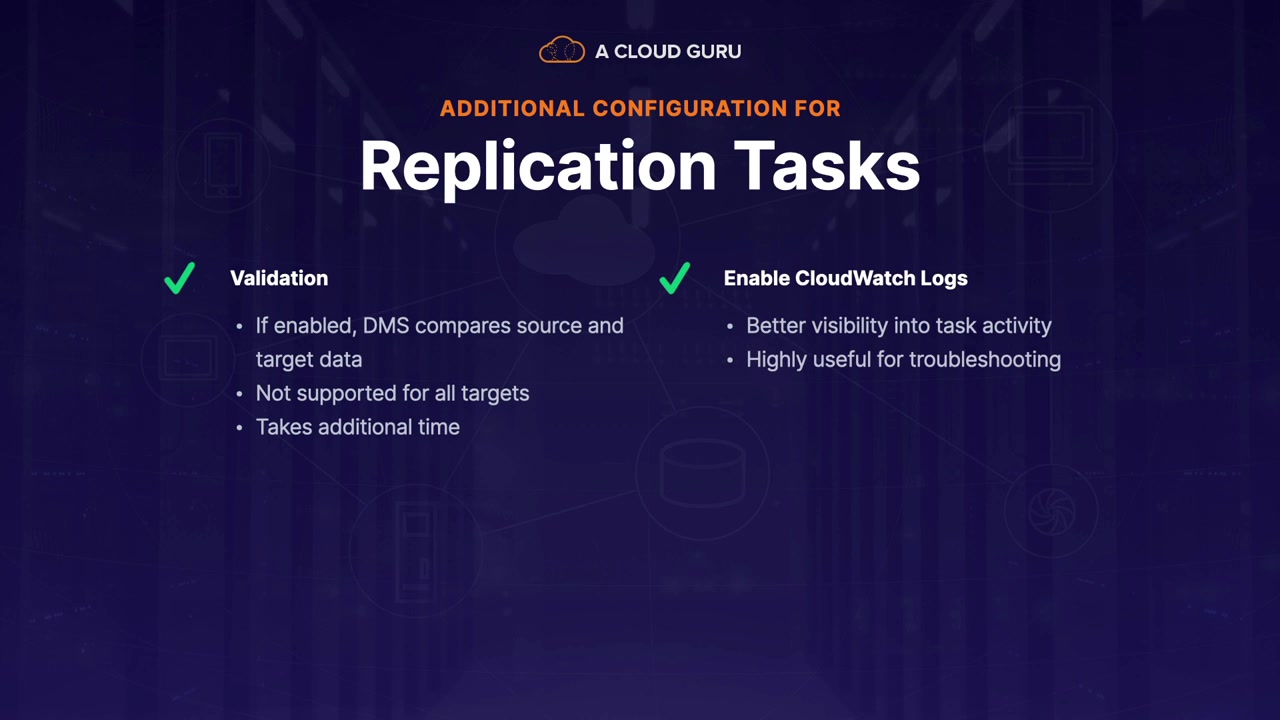 A CLOUD GURU
ADDITIONAL CONFIGURATION FOR
Replication Tasks
Validation
• If enabled, DMS compares source and
target data
• Not supported for all targets
• Takes additional time
Enable CloudWatch Logs
• Better visibility into task activity
• Highly useful for troubleshooting